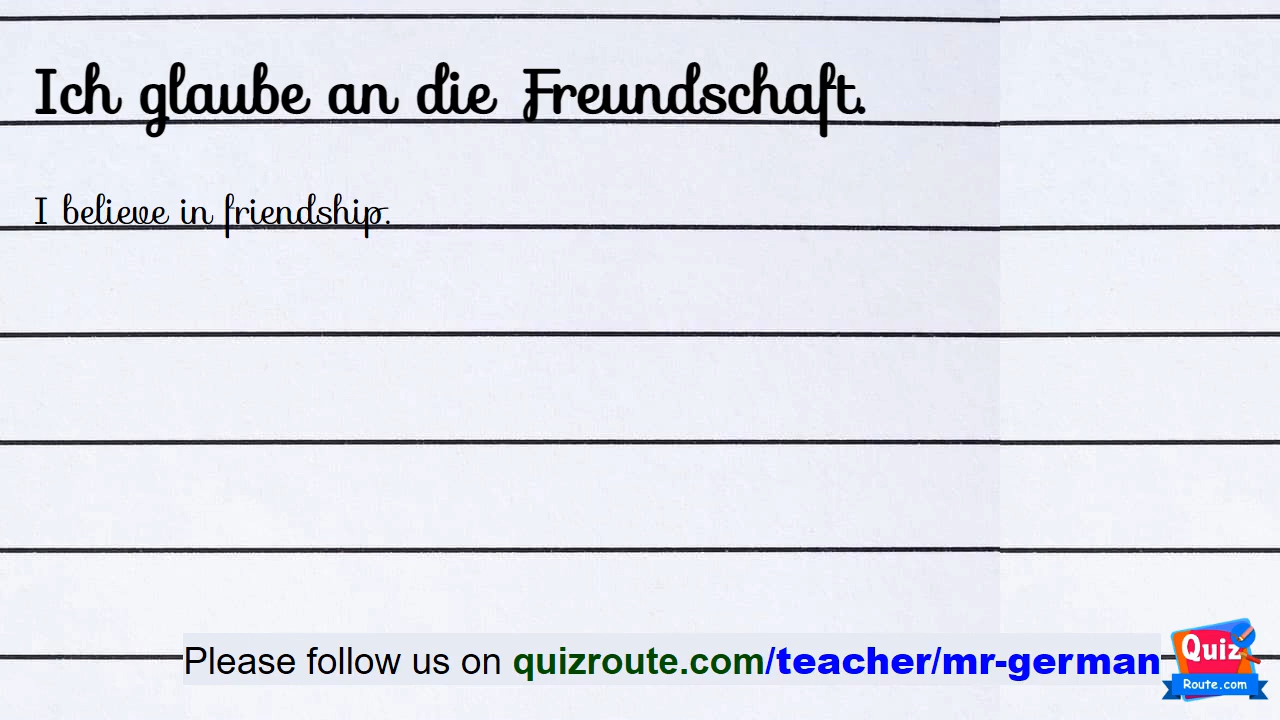 Ich glaube an die Freundschaft.
I believe in friendship.
Please follow us on quizroute.com/teacher/mr-german
Quiz
Route.com